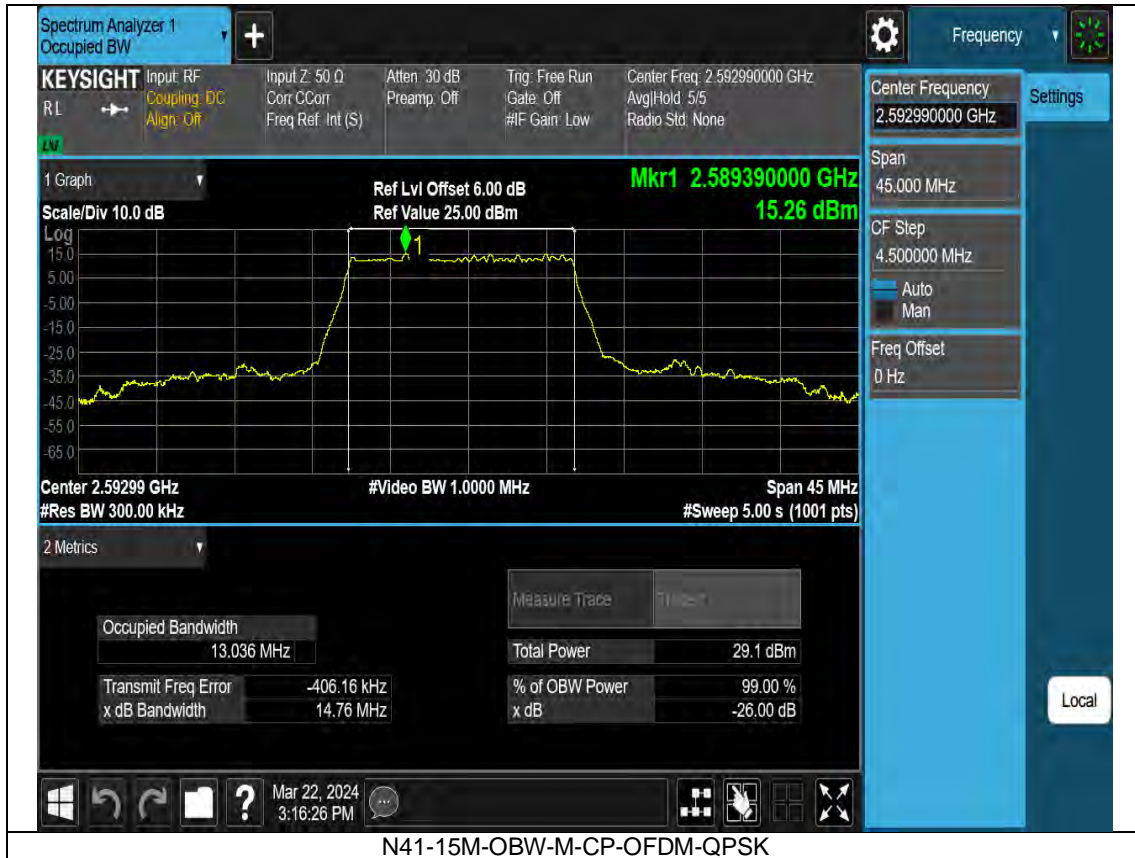 Spectrum Analyzer 1
Occupied BW
Frequency
KEYSIGHT
R L
Input: RF
Coupling: DC
Align: Off
Input Z: 50 Ω
Corr CCorr
Freq Ref: Int (S)
Atten: 30 dB
Preamp: Off
Trig: Free Run
Gate: Off
#IF Gain: Low
Center Freq: 2.592990000 GHz
Avg|Hold: 5/5
Radio Std: None
Center Frequency
2.592990000 GHz
Settings
Span
45.000 MHz
CF Step
4.500000 MHz
Auto
Man
Freq Offset
0 Hz
Local
1 Graph
Scale/Div 10.0 dB
Ref Lvl Offset 6.00 dB
Ref Value 25.00 dBm
Mkr1 2.589390000 GHz
15.26 dBm
Log
15.0
5.00
-5.00
-15.0
-25.0
-35.0
-45.0
-55.0
-65.0
1
Center 2.59299 GHz
#Video BW 1.0000 MHz
Span 45 MHz
#Res BW 300.00 kHz
#Sweep 5.00 s (1001 pts)
2 Metrics
Measure Trace
Occupied Bandwidth
13.036 MHz
Total Power 29.1 dBm
Transmit Freq Error -406.16 kHz
% of OBW Power 99.00 %
x dB Bandwidth 14.76 MHz
x dB -26.00 dB
?
Mar 22, 2024
3:16:26 PM
N41-15M-OBW-M-CP-OFDM-QPSK